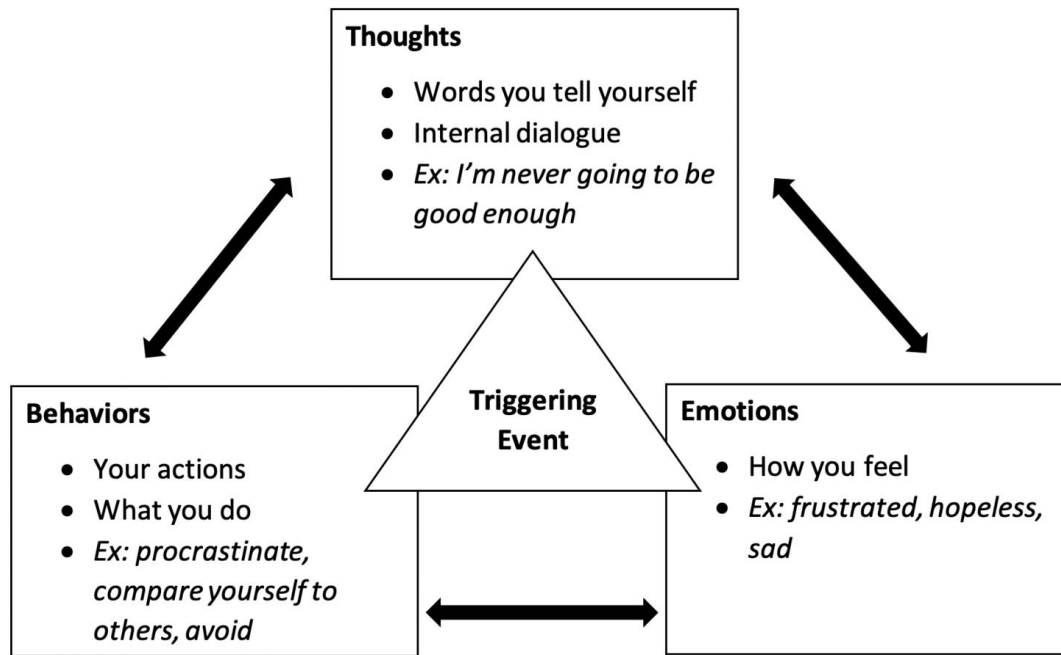 Thoughts
• Words you tell yourself
• Internal dialogue
• Ex: I’m never going to be
good enough
Triggering
Event
Behaviors
• Your actions
• What you do
• Ex: procrastinate,
compare yourself to
others, avoid
Emotions
• How you feel
• Ex: frustrated, hopeless,
sad